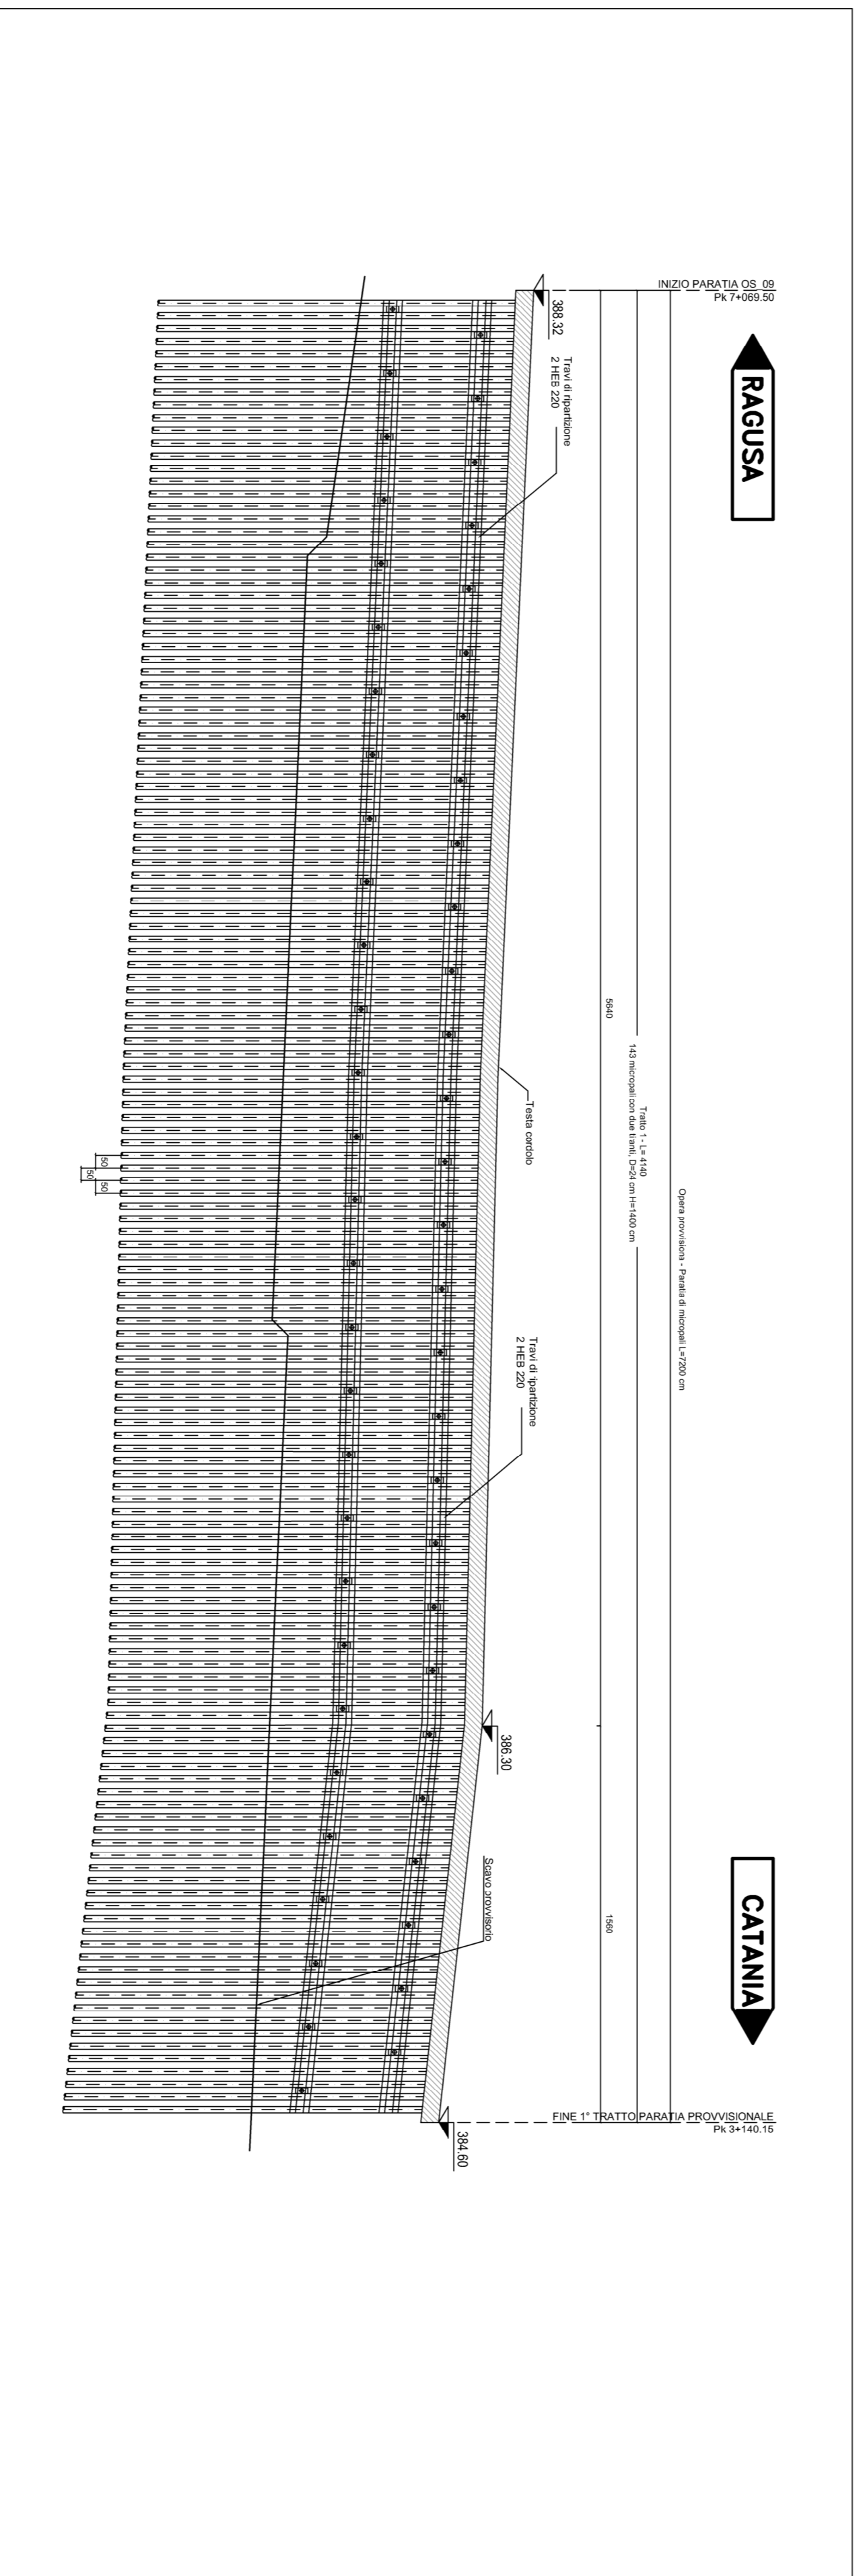 INIZIO PARATIA OS_09
Pk 7+069.50
RAGUSA
388.32
Travi di ripartizione
2 HEB 220
5640
Tratto 1 - L= 4140
143 micropali con due tiranti, D=24 cm H=1400 cm
Opera provvisiona - Paratia di micropali L=7200 cm
Testa cordolo
50
50
50
Travi di ripartizione
2 HEB 220
386.30
Scavo provvisorio
1560
CATANIA
FINE 1° TRATTO PARATIA PROVVISIONALE
Pk 3+140.15
384.60